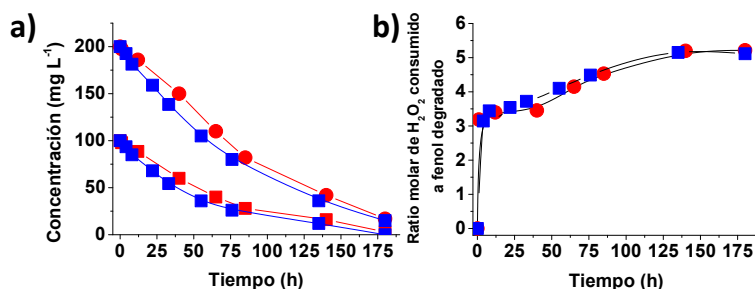 a)
Concentración (mg L⁻¹)
200
150
100
50
0
0 25 50 75 100 125 150 175
Tiempo (h)
b)
Ratio molar de H₂O₂ consumido
a fenol degradado
6
5
4
3
2
1
0
0 25 50 75 100 125 150 175
Tiempo (h)